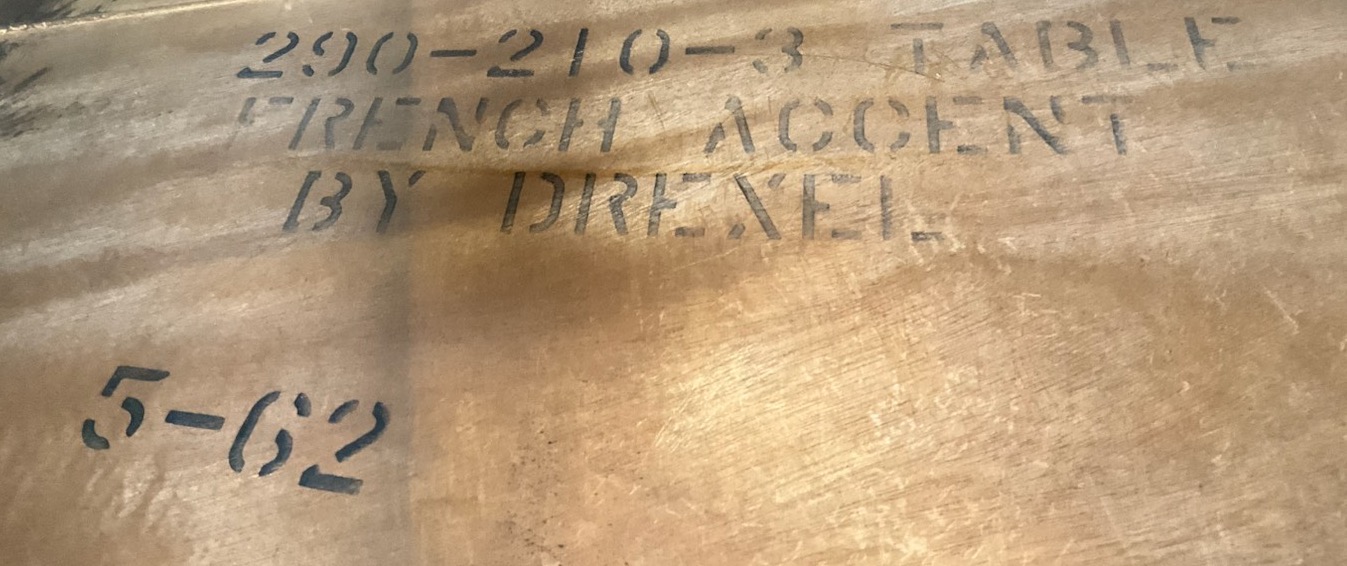 290-210-3 TABLE
FRENCH ACCENT
BY DREXEL
5-62